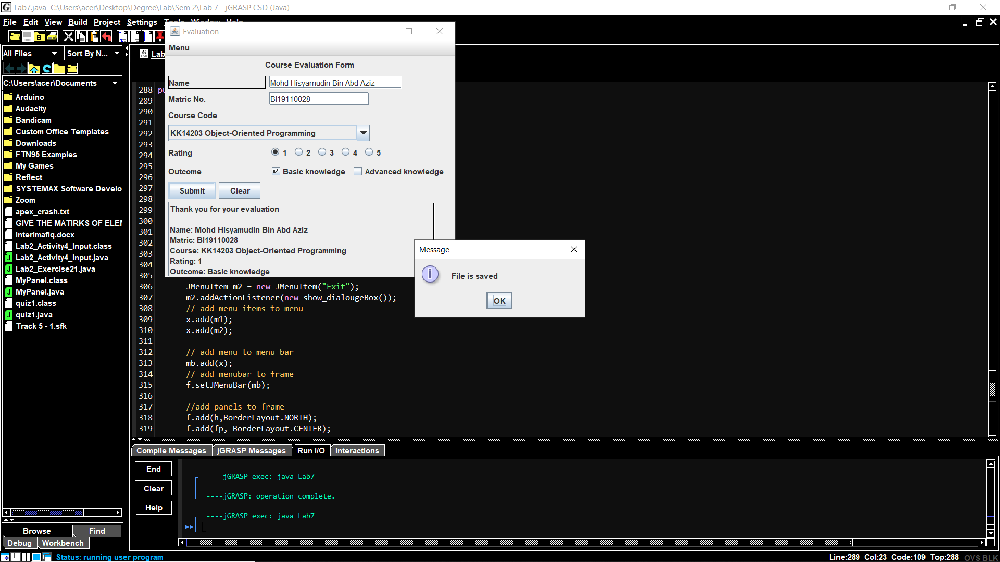 Lab7.java C:\Users\acer\Desktop\Degree\Lab\Sem 2\Lab 7 - jGRASP CSD (Java)
File Edit View Build Project Settings
All Files Sort By N...
C:\Users\acer\Documents
Arduino
Audacity
Bandicam
Custom Office Templates
Downloads
FTN95 Examples
My Games
Reflect
SYSTEMAX Software Develo
Zoom
apex_crash.txt
GIVE THE MATIRKS OF ELE
interimafiq.docx
Lab2_Activity4_Input.class
Lab2_Activity4_Input.java
Lab2_Exercise21.java
MyPanel.class
MyPanel.java
quiz1.class
quiz1.java
Track 5 - 1.sfk
Browse Find
Debug Workbench
Lab
Evaluation
Menu
Course Evaluation Form
Name Mohd Hisyamudin Bin Abd Aziz
Matric No. BI19110028
Course Code
KK14203 Object-Oriented Programming
Rating 1 2 3 4 5
Outcome Basic knowledge Advanced knowledge
Submit Clear
Thank you for your evaluation
Name: Mohd Hisyamudin Bin Abd Aziz
Matric: BI19110028
Course: KK14203 Object-Oriented Programming
Rating: 1
Outcome: Basic knowledge
Message
File is saved
OK
288 pu
289
290
291
292
293
294
295
296
297
298
299
300
301
302
303
304
305
306 JMenuItem m2 = new JMenuItem("Exit");
307 m2.addActionListener(new show_dialougeBox());
308 // add menu items to menu
309 x.add(m1);
310 x.add(m2);
311
312 // add menu to menu bar
313 mb.add(x);
314 // add menubar to frame
315 f.setJMenuBar(mb);
316
317 //add panels to frame
318 f.add(h,BorderLayout.NORTH);
319 f.add(fp, BorderLayout.CENTER);
Compile Messages jGRASP Messages Run I/O Interactions
End
Clear
Help
----jGRASP exec: java Lab7
----jGRASP: operation complete.
----jGRASP exec: java Lab7
Status: running user program
Line:289 Col:23 Code:109 Top:288 OVS BLK